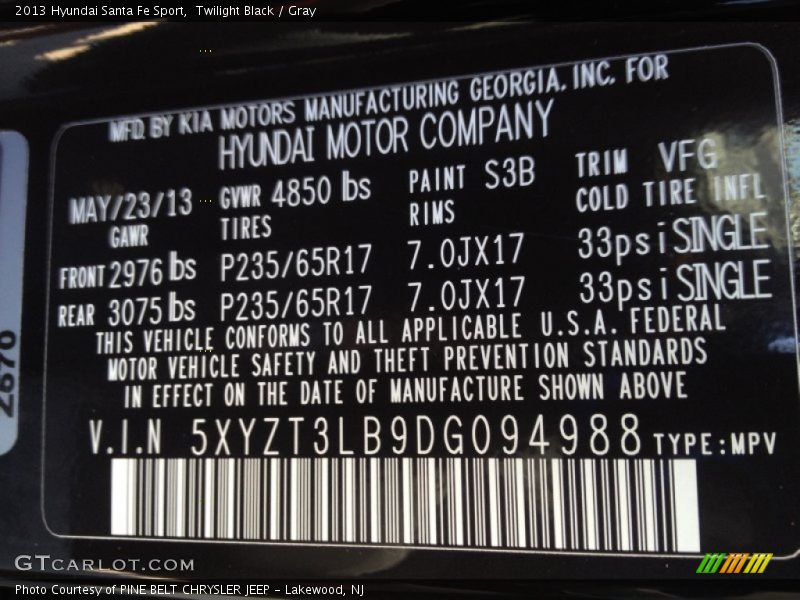 2013 Hyundai Santa Fe Sport,  Twilight Black / Gray
MFD. BY KIA MOTORS MANUFACTURING GEORGIA, INC. FOR
HYUNDAI MOTOR COMPANY
MAY/23/13 GVWR 4850 lbs PAINT S3B TRIM VFG
GAWR TIRES RIMS COLD TIRE INFL
FRONT 2976 lbs P235/65R17 7.0JX17 33psi SINGLE
REAR 3075 lbs P235/65R17 7.0JX17 33psi SINGLE
THIS VEHICLE CONFORMS TO ALL APPLICABLE U.S.A. FEDERAL
MOTOR VEHICLE SAFETY AND THEFT PREVENTION STANDARDS
IN EFFECT ON THE DATE OF MANUFACTURE SHOWN ABOVE
V.I.N 5XYZT3LB9DG094988 TYPE:MPV
GTCARLOT.COM
Photo Courtesy of PINE BELT CHRYSLER JEEP - Lakewood, NJ